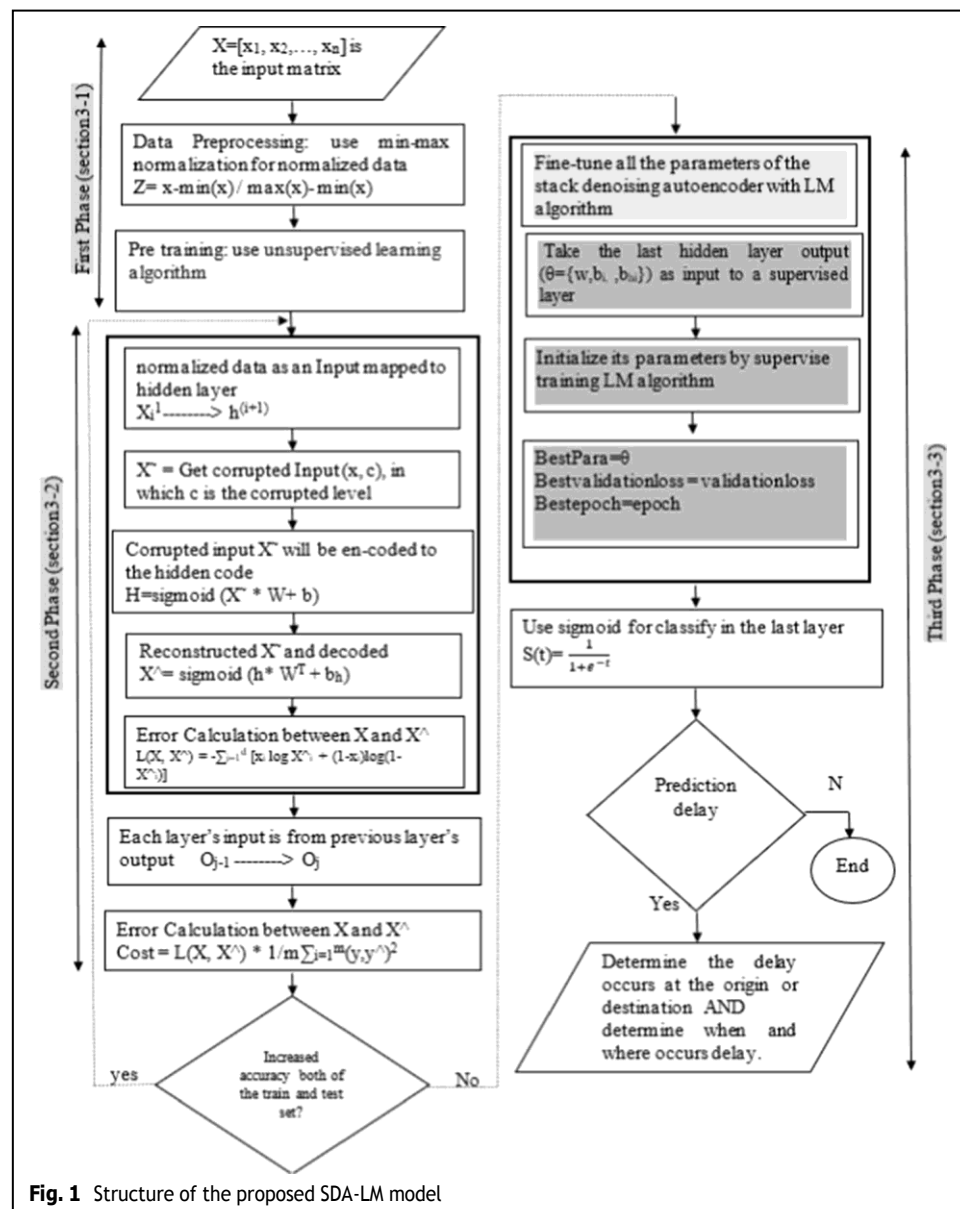 X=[x₁, x₂,…, xₙ] is
the input matrix
Data Preprocessing: use min-max
normalization for normalized data
Z= x-min(x)/ max(x)-min(x)
Pre training: use unsupervised learning
algorithm
First Phase (section3-1)
normalized data as an Input mapped to
hidden layer
Xᵢ¹--------> h⁽ⁱ⁺¹⁾
X˜ = Get corrupted Input (x, c), in
which c is the corrupted level
Corrupted input X˜ will be en-coded to
the hidden code
H=sigmoid (X˜ * W+ b)
Reconstructed X˜ and decoded
X^= sigmoid (h* Wᵀ + bₕ)
Error Calculation between X and X^
L(X, X^) = -∑ᵢ₌₁ᵈ [xᵢ log X^ᵢ + (1-xᵢ)log(1-
X^ᵢ)]
Each layer's input is from previous layer's
output Oⱼ₋₁ --------> Oⱼ
Error Calculation between X and X^
Cost = L(X, X^) * 1/m∑ᵢ₌₁ᵐ(y,y^)²
Second Phase (section3-2)
Increased
accuracy both of
the train and test
set?
yes
No
Fine-tune all the parameters of the
stack denoising autoencoder with LM
algorithm
Take the last hidden layer output
as input to a supervised
layer
Initialize its parameters by supervise
training LM algorithm
BestPara=θ
Bestvalidationloss=validationloss
Bestepoch=epoch
Use sigmoid for classify in the last layer
S(t)= 1/1+e⁻ᵗ
Prediction
delay
N
End
Yes
Determine the delay
occurs at the origin or
destination AND
determine when and
where occurs delay.
Third Phase (section3-3)
Fig. 1 Structure of the proposed SDA-LM model